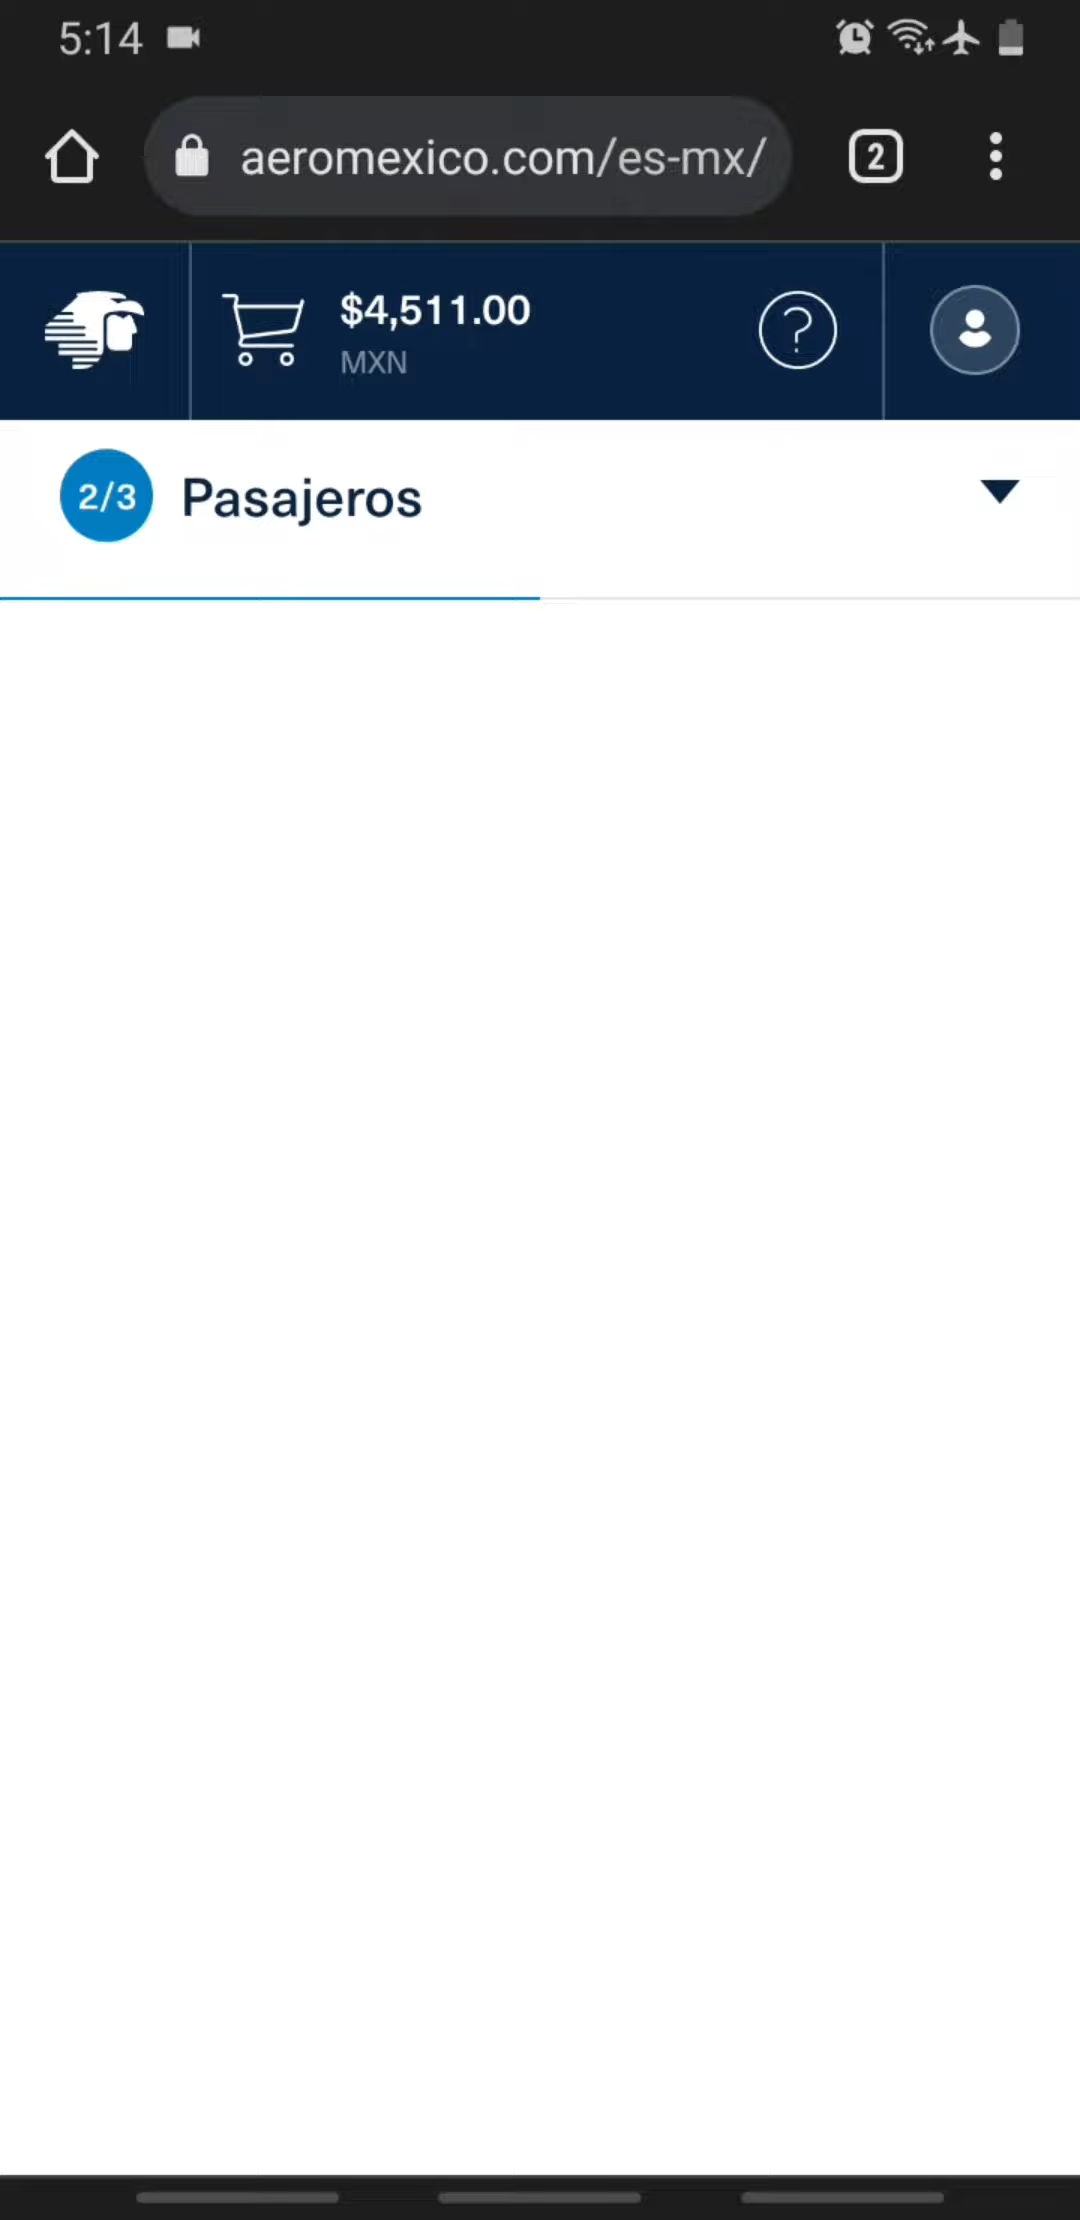 5:14
aeromexico.com/es-mx/
2
$4,511.00
MXN
?
2/3 Pasajeros